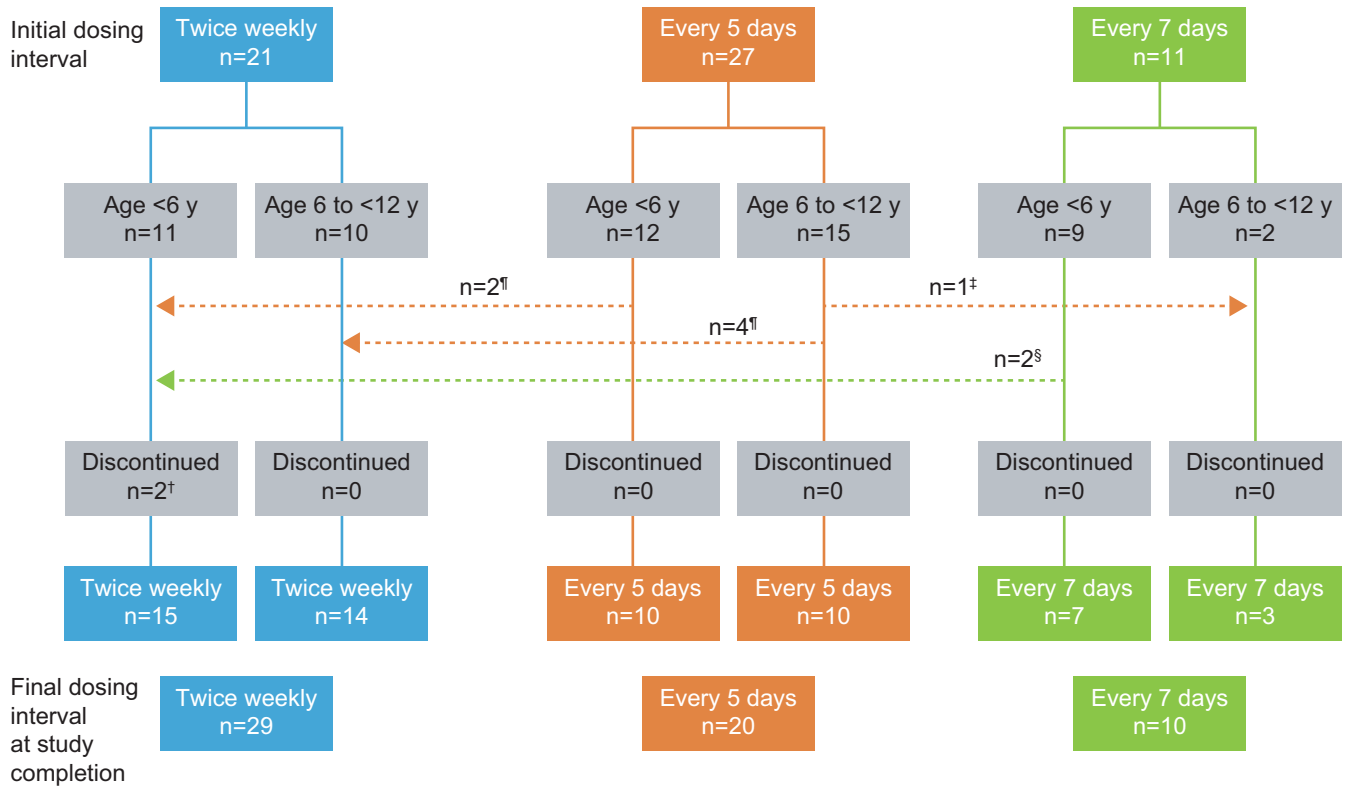 Initial dosing
interval
Twice weekly
n=21
Every 5 days
n=27
Every 7 days
n=11
Age <6 y
n=11
Age 6 to <12 y
n=10
Age <6 y
n=12
Age 6 to <12 y
n=15
Age <6 y
n=9
Age 6 to <12 y
n=2
n=2¶
n=1‡
n=4¶
n=2§
Discontinued
n=2†
Discontinued
n=0
Discontinued
n=0
Discontinued
n=0
Discontinued
n=0
Discontinued
n=0
Twice weekly
n=15
Twice weekly
n=14
Every 5 days
n=10
Every 5 days
n=10
Every 7 days
n=7
Every 7 days
n=3
Final dosing
interval
at study
completion
Twice weekly
n=29
Every 5 days
n=20
Every 7 days
n=10